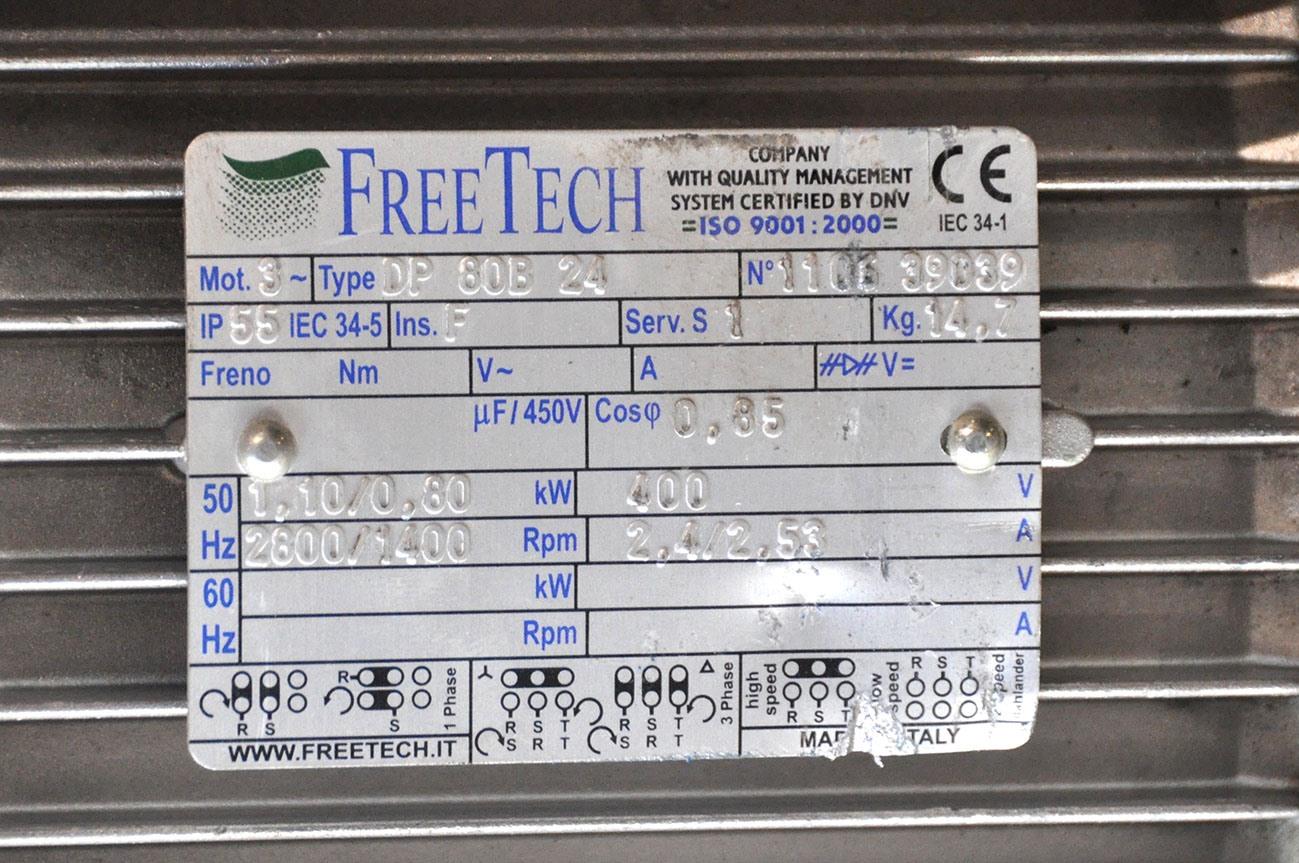 FREETECH
COMPANY
WITH QUALITY MANAGEMENT
SYSTEM CERTIFIED BY DNV
=ISO 9001:2000=
CE
IEC 34-1
Mot. 3 ~ Type DP 80B 24 N° 1106 39039
IP 55 IEC 34-5 Ins. F Serv. S 1 Kg. 14,7
Freno Nm V~ A V=
µF/450V Cosφ 0,85
50 Hz 1,10/0,80 kW 400 V
2800/1400 Rpm 2,4/2,53 A
60 Hz kW V
Rpm A
R S R S 1 Phase
R S T
S R T
R S T
S R T
3 Phase
high speed
R S T
speed
R S T
speed
WWW.FREETECH.IT